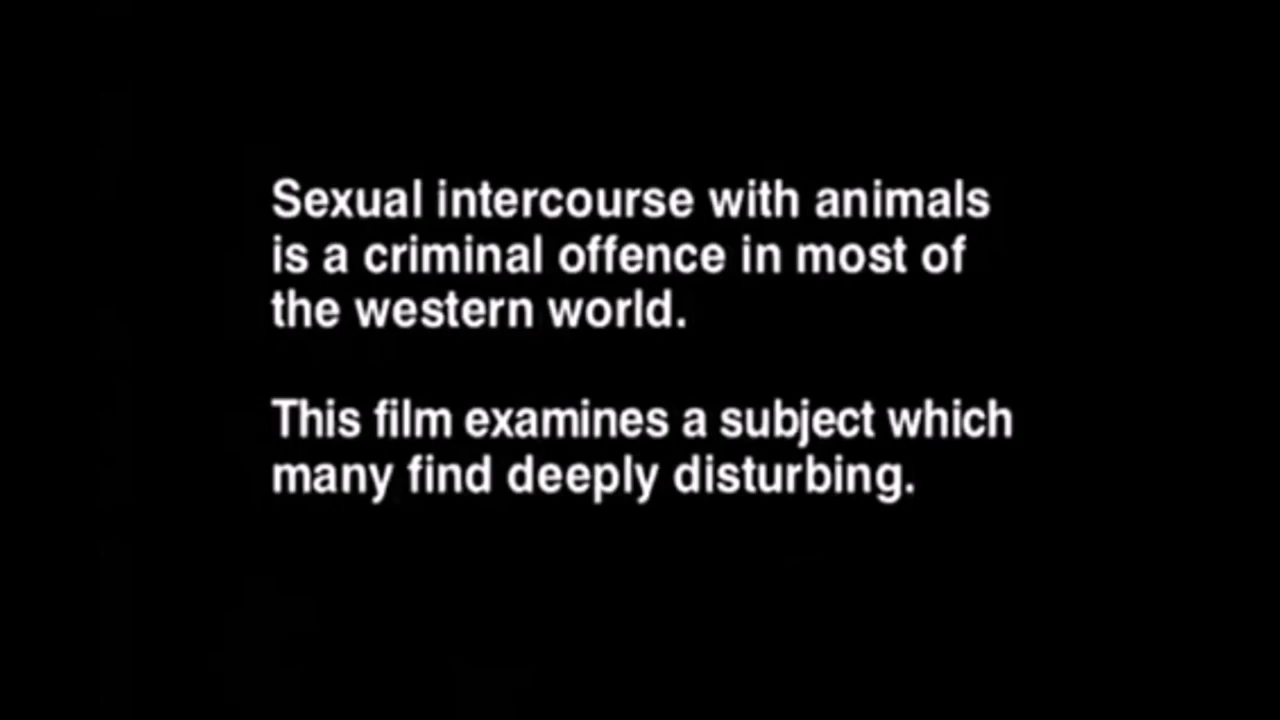 Sexual intercourse with animals
is a criminal offence in most of
the western world.
This film examines a subject which
many find deeply disturbing.